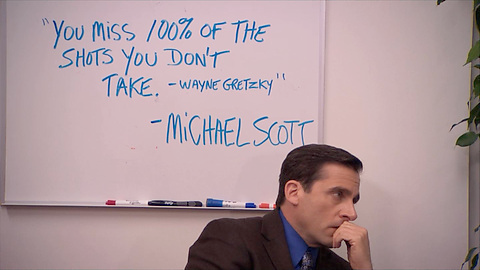 "YOU MISS 100% OF THE
SHOTS YOU DON'T
TAKE. -WAYNE GRETZKY"
-MICHAEL SCOTT